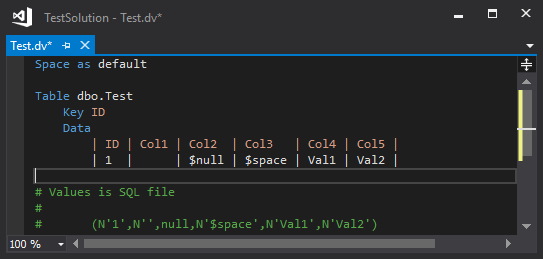 TestSolution - Test.dv*
Test.dv*
Space as default
Table dbo.Test
Key ID
Data
| ID | Col1 | Col2 | Col3 | Col4 | Col5 |
| 1 | | $null | $space | Val1 | Val2 |
# Values is SQL file
#
# (N'1',N'',null,N'$space',N'Val1',N'Val2')
100 %